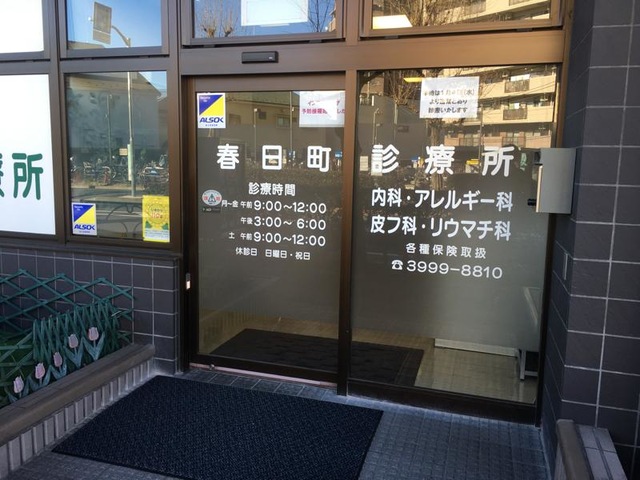 療所
ALSOK
春日町 診療所
診療時間
月〜金 午前 9:00〜12:00
午後 3:00〜6:00
土 午前 9:00〜12:00
休診日 日曜日・祝日
内科・アレルギー科
皮フ科・リウマチ科
各種保険取扱
☎3999-8810
ALSOK